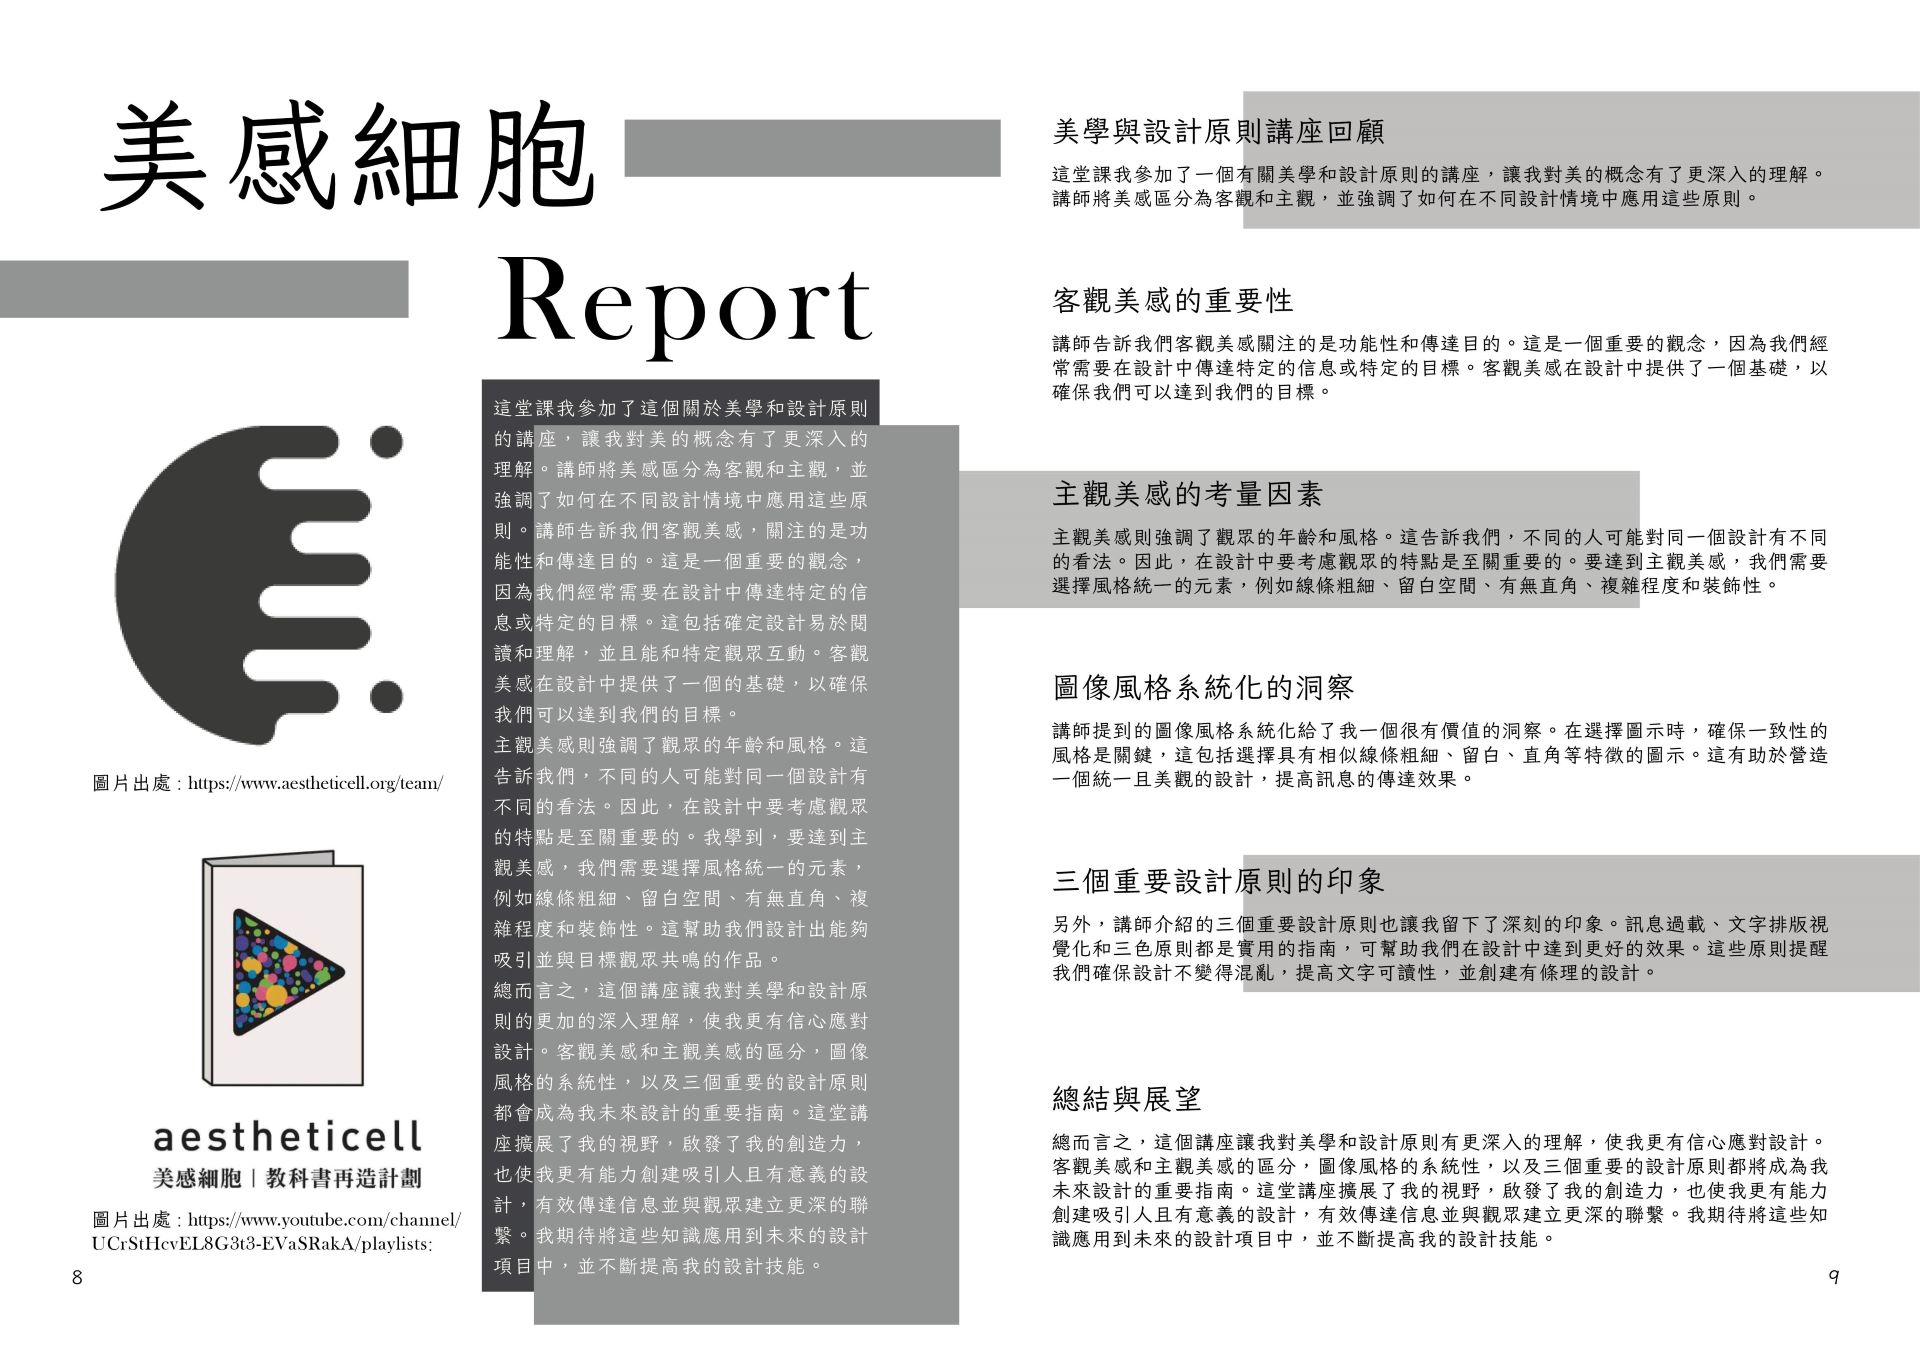 美感細胞
Report
這堂課我參加了這個關於美學和設計原則
的講座，讓我對美的概念有了更深入的
理解。講師將美感區分為客觀和主觀，並
強調了如何在不同設計情境中應用這些原
則。講師告訴我們客觀美感，關注的是功
能性和傳達目的。這是一個重要的觀念，
因為我們經常需要在設計中傳達特定的信
息或特定的目標。這包括確定設計易於閱
讀和理解，並且能和特定觀眾互動。客觀
美感在設計中提供了一個的基礎，以確保
我們可以達到我們的目標。
主觀美感則強調了觀眾的年齡和風格。這
告訴我們，不同的人可能對同一個設計有
不同的看法。因此，在設計中要考慮觀眾
的特點是至關重要的。我學到，要達到主
觀美感，我們需要選擇風格統一的元素，
例如線條粗細、留白空間、有無直角、複
雜程度和裝飾性。這幫助我們設計出能夠
吸引並與目標觀眾共鳴的作品。
總而言之，這個講座讓我對美學和設計原
則的更加的深入理解，使我更有信心應對
設計。客觀美感和主觀美感的區分，圖像
風格的系統性，以及三個重要的設計原則
都會成為我未來設計的重要指南。這堂講
座擴展了我的視野，啟發了我的創造力，
也使我更有能力創建吸引人且有意義的設
計，有效傳達信息並與觀眾建立更深的聯
繫。我期待將這些知識應用到未來的設計
項目中，並不斷提高我的設計技能。
圖片出處 : https://www.aestheticell.org/team/
aestheticell
美感細胞｜教科書再造計劃
圖片出處 : https://www.youtube.com/channel/
UCrStHcvEL8G3t3-EVaSRakA/playlists:
8
美學與設計原則講座回顧
這堂課我參加了一個有關美學和設計原則的講座，讓我對美的概念有了更深入的理解。
講師將美感區分為客觀和主觀，並強調了如何在不同設計情境中應用這些原則。
客觀美感的重要性
講師告訴我們客觀美感關注的是功能性和傳達目的。這是一個重要的觀念，因為我們經
常需要在設計中傳達特定的信息或特定的目標。客觀美感在設計中提供了一個基礎，以
確保我們可以達到我們的目標。
主觀美感的考量因素
主觀美感則強調了觀眾的年齡和風格。這告訴我們，不同的人可能對同一個設計有不同
的看法。因此，在設計中要考慮觀眾的特點是至關重要的。要達到主觀美感，我們需要
選擇風格統一的元素，例如線條粗細、留白空間、有無直角、複雜程度和裝飾性。
圖像風格系統化的洞察
講師提到的圖像風格系統化給了我一個很有價值的洞察。在選擇圖示時，確保一致性的
風格是關鍵，這包括選擇具有相似線條粗細、留白、直角等特徵的圖示。這有助於營造
一個統一且美觀的設計，提高訊息的傳達效果。
三個重要設計原則的印象
另外，講師介紹的三個重要設計原則也讓我留下了深刻的印象。訊息過載、文字排版視
覺化和三色原則都是實用的指南，可幫助我們在設計中達到更好的效果。這些原則提醒
我們確保設計不變得混亂，提高文字可讀性，並創建有條理的設計。
總結與展望
總而言之，這個講座讓我對美學和設計原則有更深入的理解，使我更有信心應對設計。
客觀美感和主觀美感的區分，圖像風格的系統性，以及三個重要的設計原則都將成為我
未來設計的重要指南。這堂講座擴展了我的視野，啟發了我的創造力，也使我更有能力
創建吸引人且有意義的設計，有效傳達信息並與觀眾建立更深的聯繫。我期待將這些知
識應用到未來的設計項目中，並不斷提高我的設計技能。
9